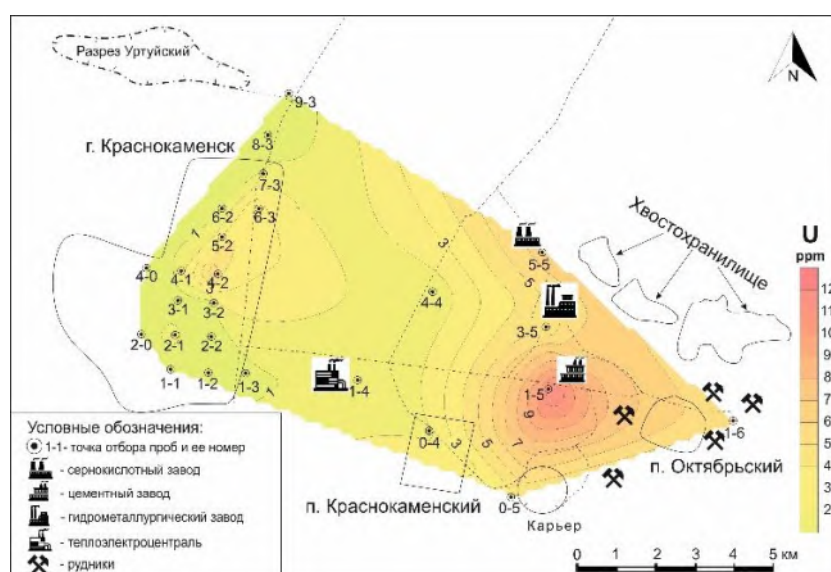 Разрез Уртуйский
N
9-3
г. Краснокаменск
8-3
7-3
6-2
6-3
1
5-2
Хвостохранилище
U
ppm
3
5-5
5
4-0
4-1
4-2
3
4-4
3-1
3-2
3-5
2-0
2-1
2-2
1-1
1-2
1-3
1
1-4
1-5
9
7
5
3
0-4
1-6
п. Октябрьский
п. Краснокаменский
0-5
Карьер
12
11
10
9
8
7
6
5
4
3
2
Условные обозначения:
1-1- точка отбора проб и ее номер
- сернокислотный завод
- цементный завод
- гидрометаллургический завод
- теплоэлектроцентраль
- рудники
0 1 2 3 4 5 км